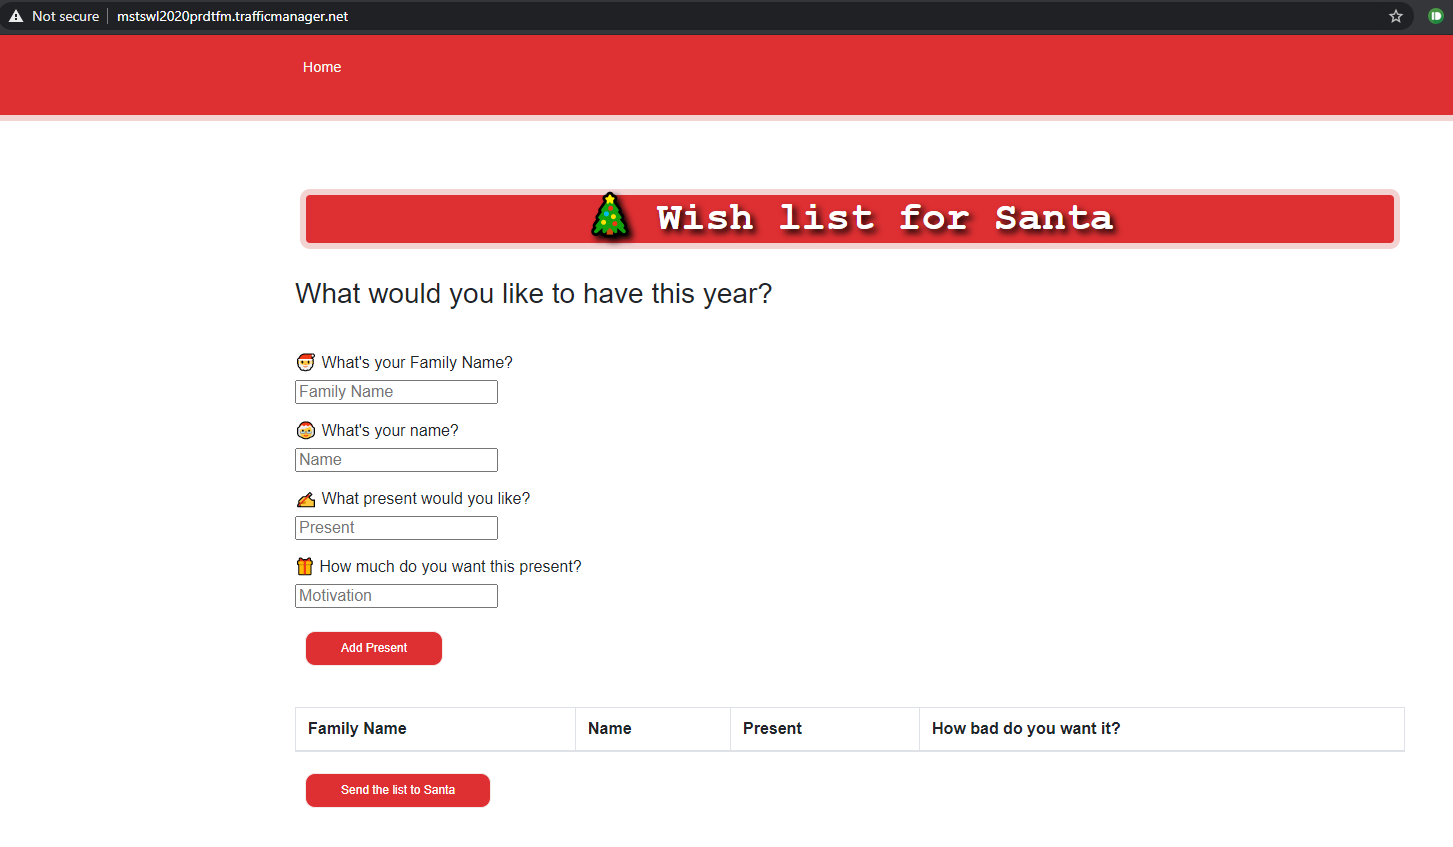 Not secure mstswl2020prdtfm.trafficmanager.net
Home
Wish list for Santa
What would you like to have this year?
What's your Family Name?
Family Name
What's your name?
Name
What present would you like?
Present
How much do you want this present?
Motivation
Add Present
Family Name Name Present How bad do you want it?
Send the list to Santa